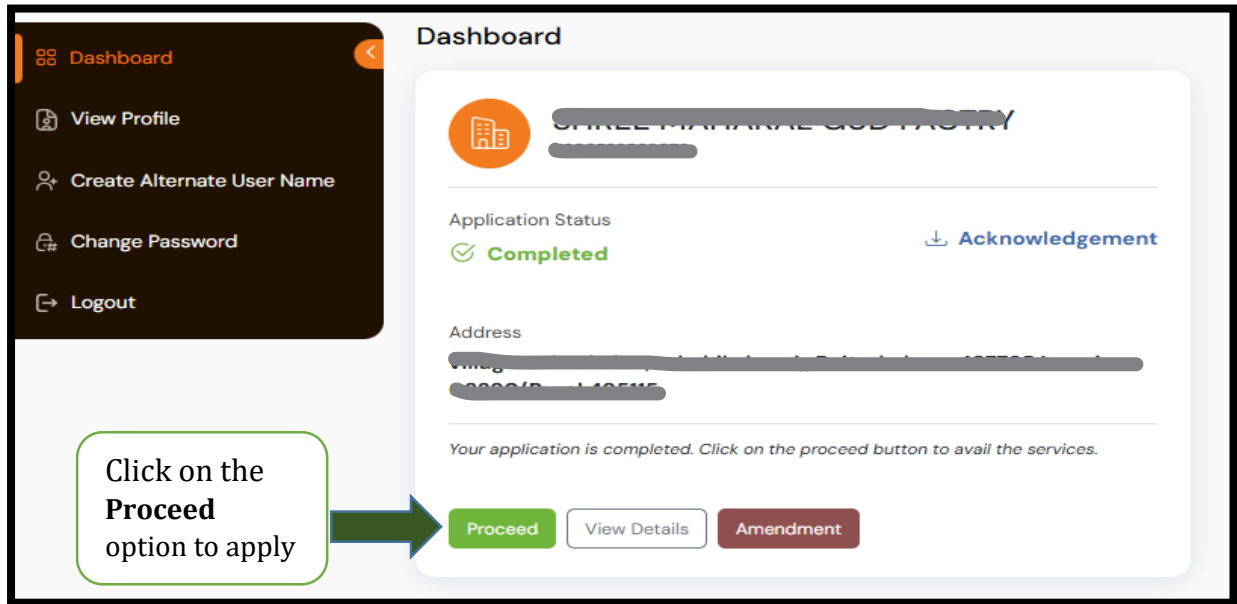 Dashboard
Dashboard
View Profile
Create Alternate User Name
Change Password
Logout
Application Status
Completed
Acknowledgement
Address
Your application is completed. Click on the proceed button to avail the services.
Click on the
Proceed
option to apply
Proceed
View Details
Amendment